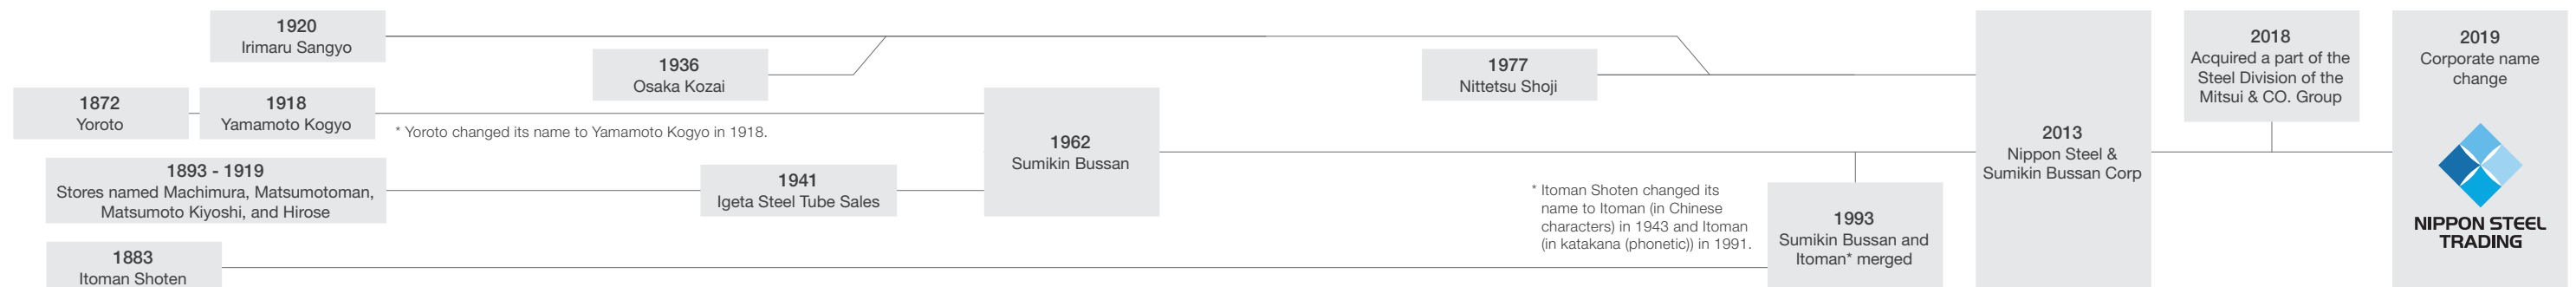 1920
Irimaru Sangyo
1936
Osaka Kozai
1872
Yoroto
1918
Yamamoto Kogyo
* Yoroto changed its name to Yamamoto Kogyo in 1918.
1893 - 1919
Stores named Machimura, Matsumotoman,
Matsumoto Kiyoshi, and Hirose
1941
Igeta Steel Tube Sales
1883
Itoman Shoten
1962
Sumikin Bussan
1977
Nittetsu Shoji
* Itoman Shoten changed its
name to Itoman (in Chinese
characters) in 1943 and Itoman
(in katakana (phonetic)) in 1991.
1993
Sumikin Bussan and
Itoman* merged
2013
Nippon Steel &
Sumikin Bussan Corp
2018
Acquired a part of the
Steel Division of the
Mitsui & CO. Group
2019
Corporate name
change
NIPPON STEEL
TRADING